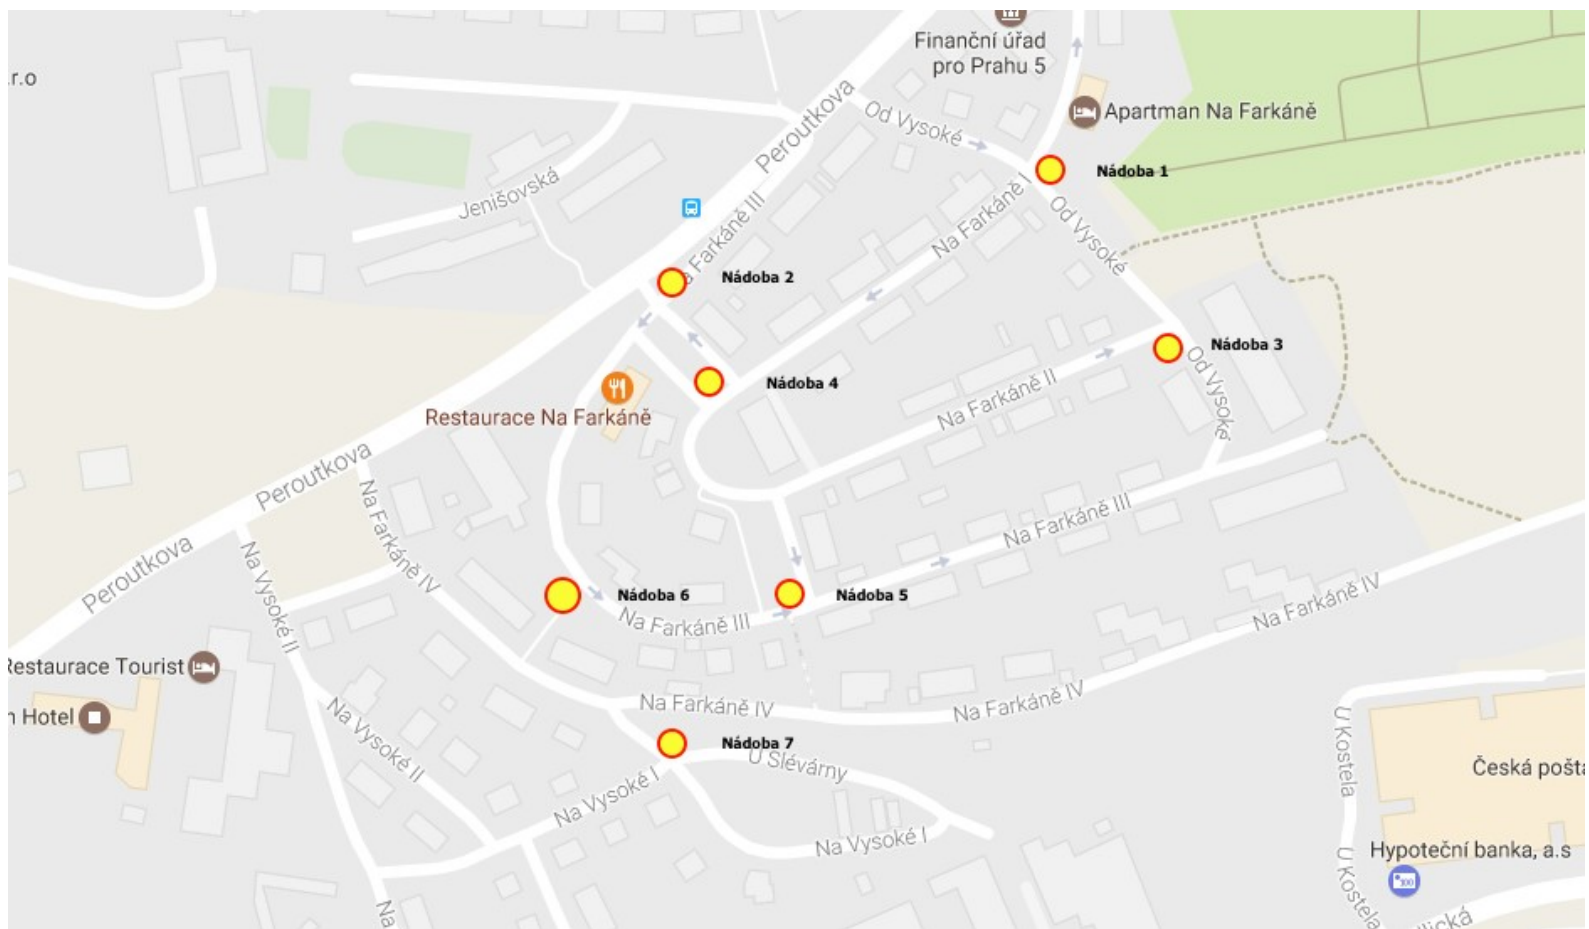 Finanční úřad
pro Prahu 5
.r.o
Peroutkova
Od Vysoké
Apartman Na Farkáně
Nádoba 1
Jenišovská
Na Farkáně III
Na Farkáně I
Od Vysoké
Nádoba 2
Nádoba 3
Od Vysoké
Nádoba 4
Restaurace Na Farkáně
Na Farkáně II
Peroutkova
Na Farkáně IV
Na Farkáně III
Peroutkova
Na Vysoké II
Nádoba 6
Nádoba 5
Na Farkáně III
Na Farkáně IV
Restaurace Tourist
Hotel
Na Farkáně IV
Na Farkáně IV
Na Vysoké II
Nádoba 7
U Slévárny
U Kostela
Česká pošta
Na Vysoké I
Na Vysoké I
Hypoteční banka, a.s
U Kostela
Na